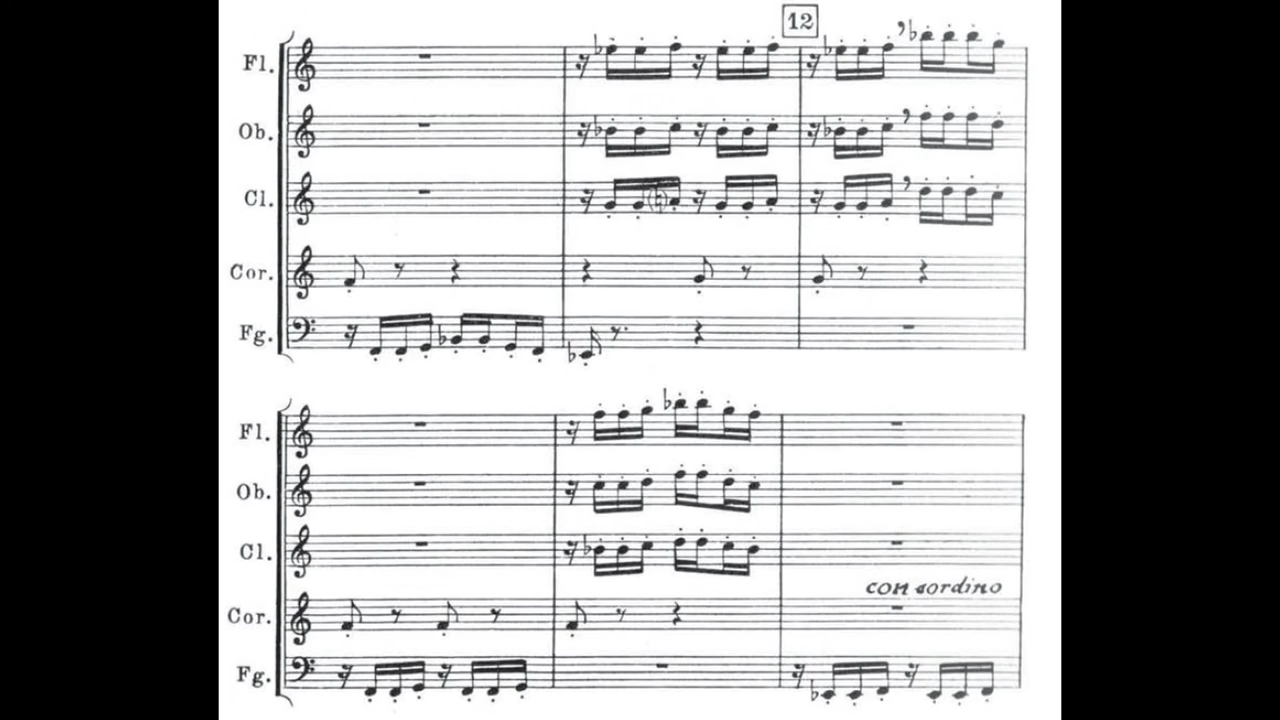 12
Fl.
Ob.
Cl.
Cor.
Fg.
Fl.
Ob.
Cl.
con sordino
Cor.
Fg.